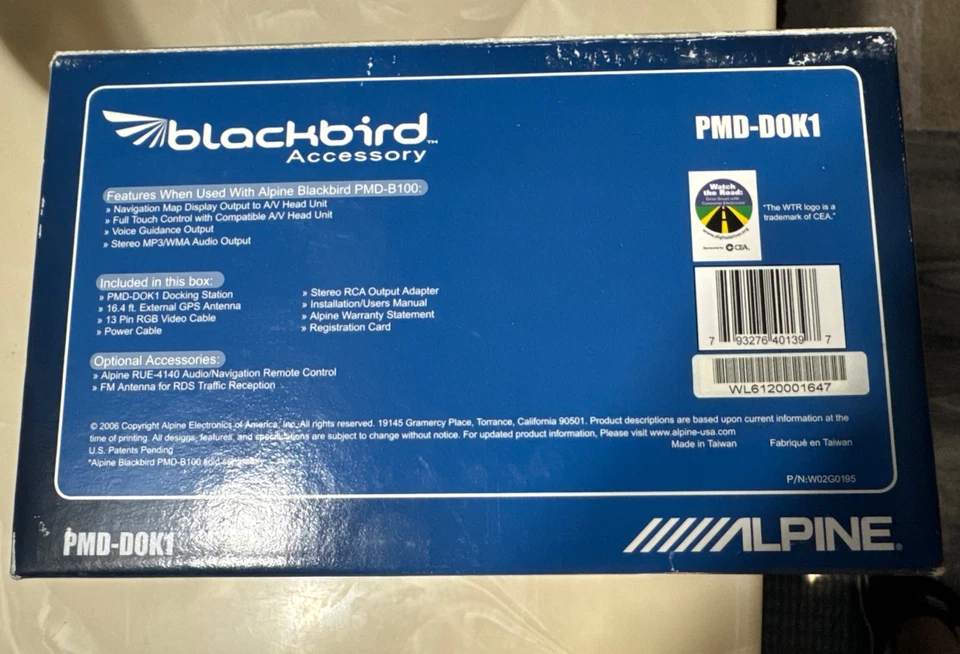 blackbird™
Accessory
PMD-DOK1
Features When Used With Alpine Blackbird PMD-B100:
» Navigation Map Display Output to A/V Head Unit
» Full Touch Control with Compatible A/V Head Unit
» Voice Guidance Output
» Stereo MP3/WMA Audio Output
Watch
the Road:
"The WTR logo is a
trademark of CEA."
CEA
Included in this box:
» PMD-DOK1 Docking Station
» 16.4 ft. External GPS Antenna
» 13 Pin RGB Video Cable
» Power Cable
» Stereo RCA Output Adapter
» Installation/Users Manual
» Alpine Warranty Statement
» Registration Card
7 93276 40139 7
WL6120001647
Optional Accessories:
» Alpine RUE-4140 Audio/Navigation Remote Control
» FM Antenna for RDS Traffic Reception
© 2006 Copyright Alpine Electronics of America, Inc. All rights reserved. 19145 Gramercy Place, Torrance, California 90501. Product descriptions are based upon current information at the
time of printing. All designs, features, and specifications are subject to change without notice. For updated product information, Please visit www.alpine-usa.com
U.S. Patents Pending
Made in Taiwan Fabriqué en Taiwan
*Alpine Blackbird PMD-B100 sold
P/N:W02G0195
PMD-DOK1
ALPINE®